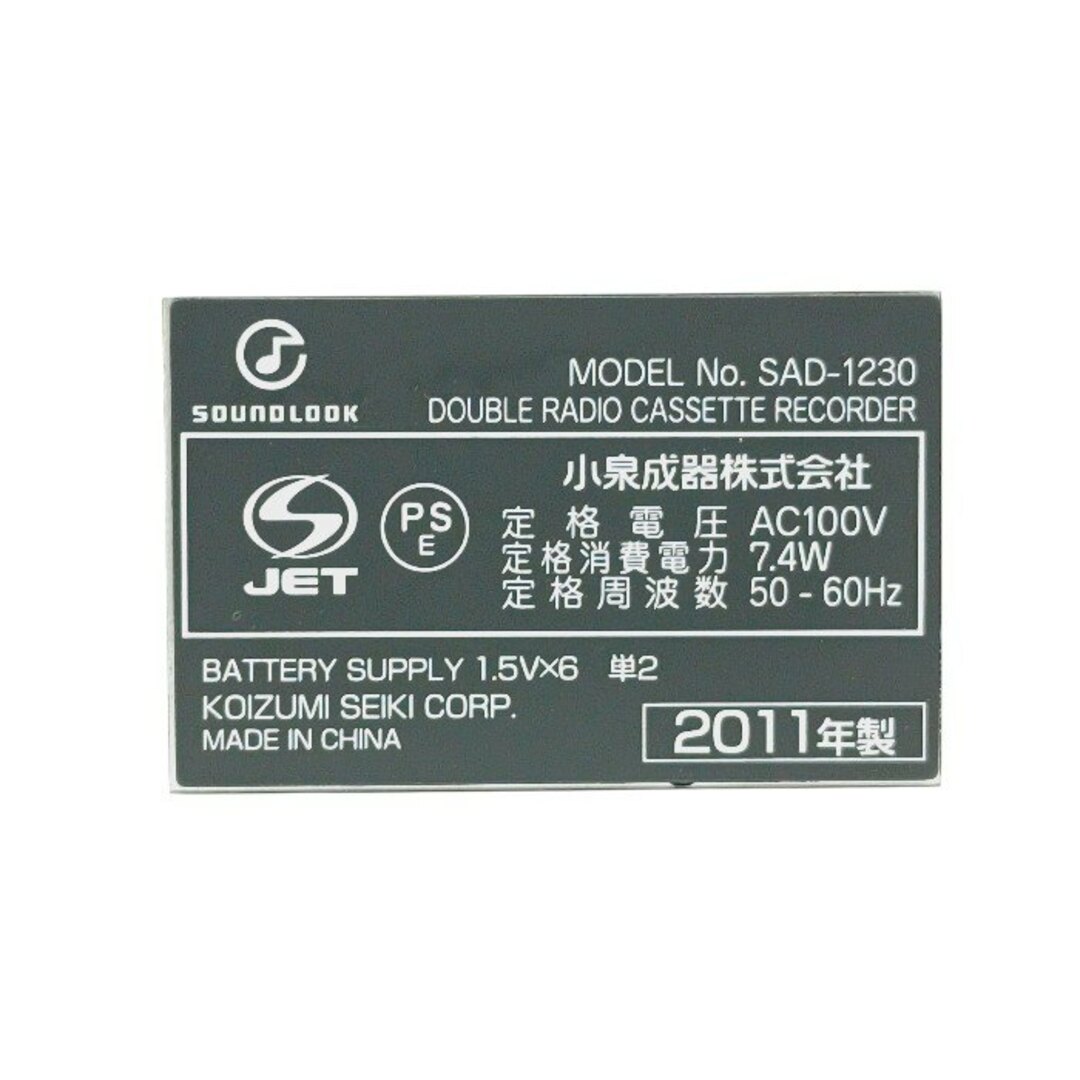 SOUNDLOOK
MODEL No. SAD-1230
DOUBLE RADIO CASSETTE RECORDER
小泉成器株式会社
JET
PS
E
定格電圧 AC100V
定格消費電力 7.4W
定格周波数 50-60Hz
BATTERY SUPPLY 1.5V×6 単2
KOIZUMI SEIKI CORP.
MADE IN CHINA
2011年製